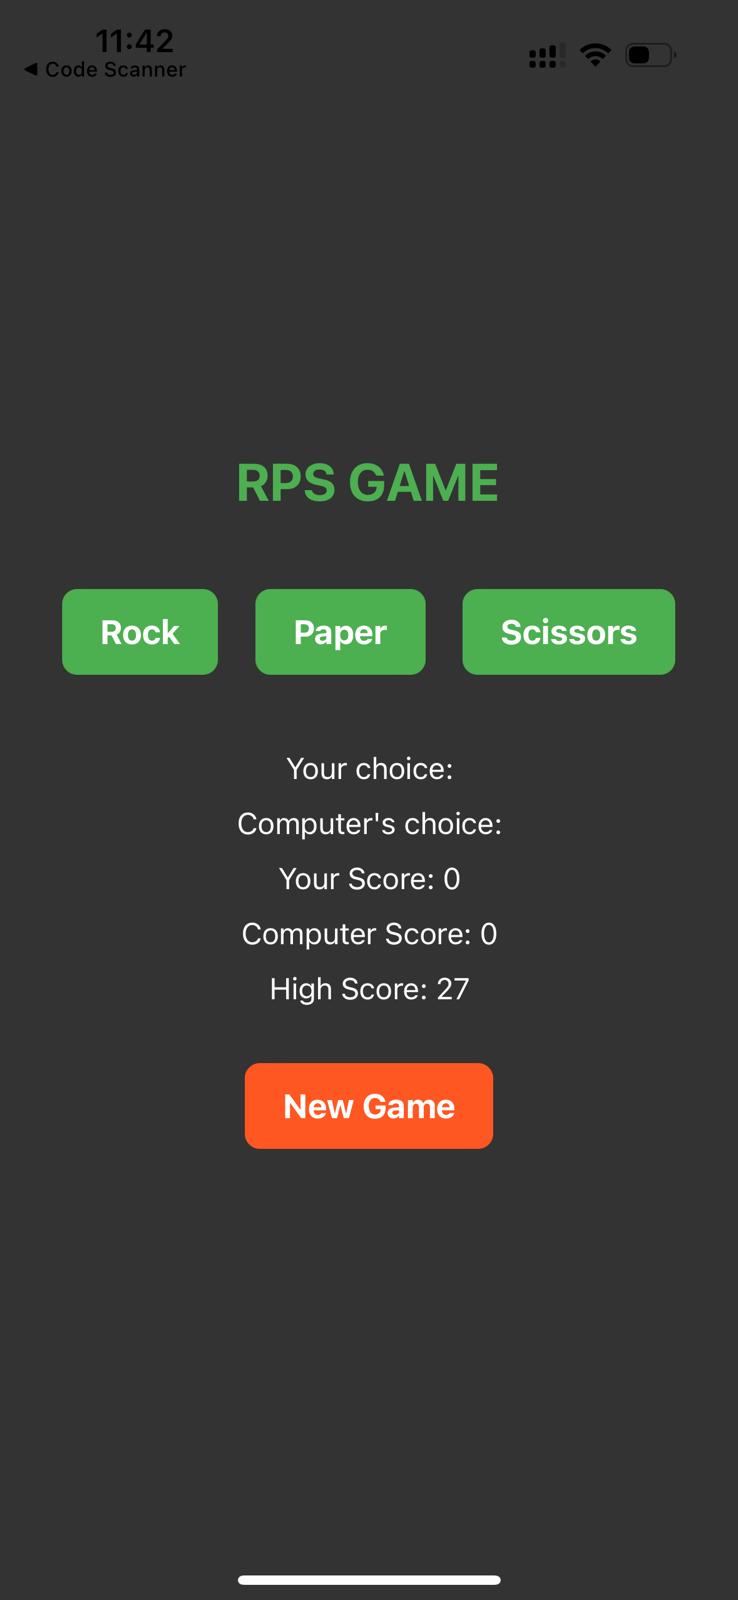 11:42
◀ Code Scanner
RPS GAME
Rock Paper Scissors
Your choice:
Computer's choice:
Your Score: 0
Computer Score: 0
High Score: 27
New Game